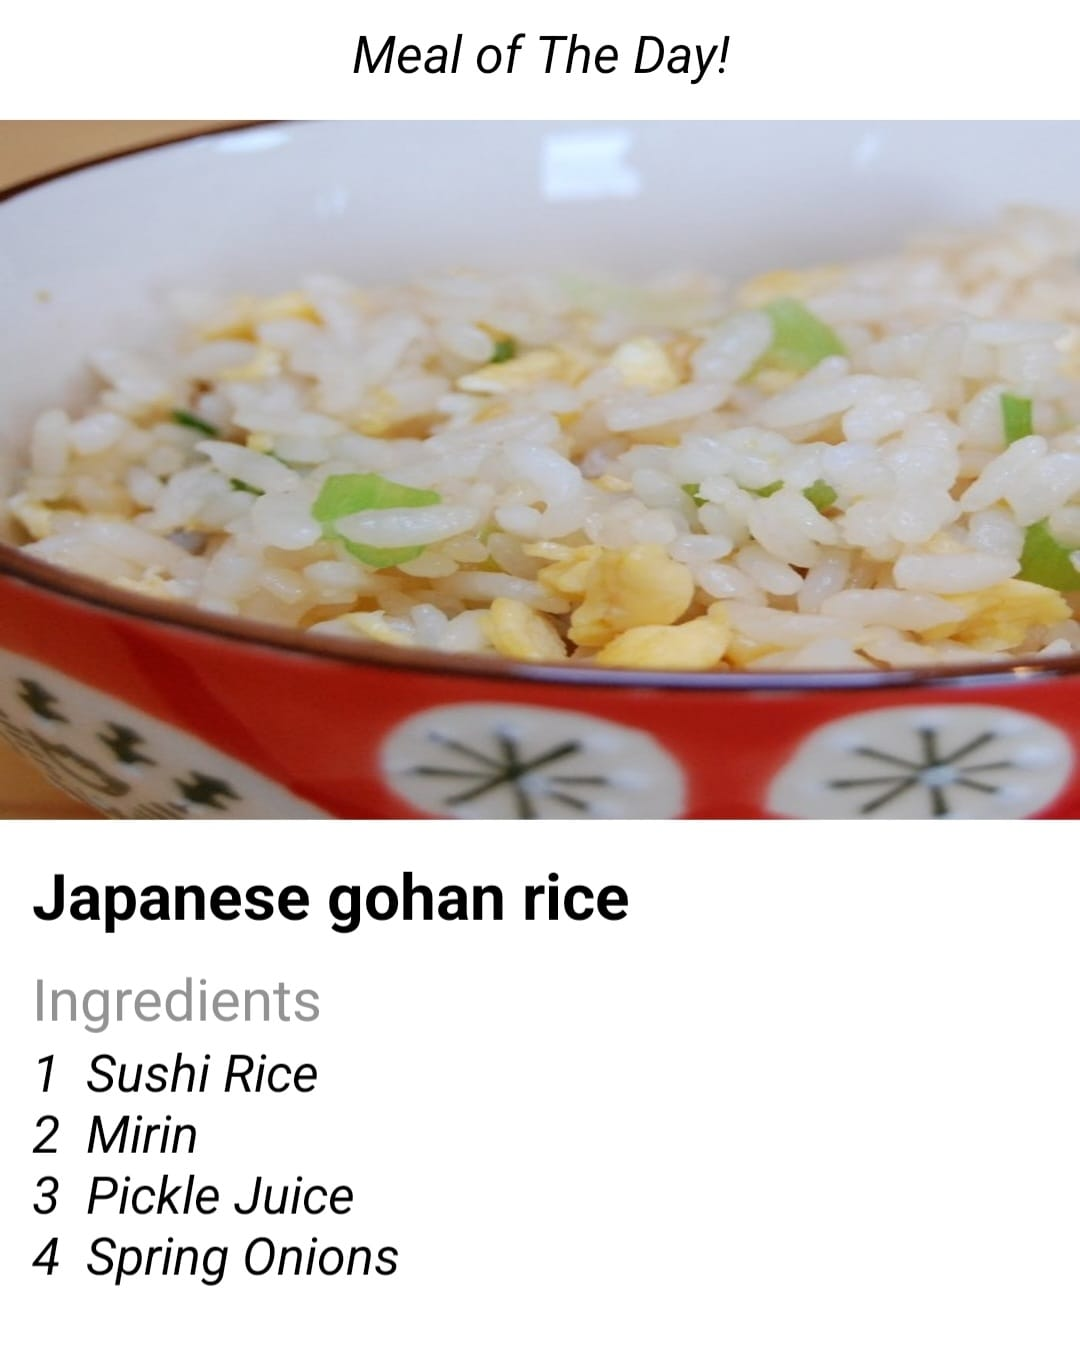 Meal of The Day!
Japanese gohan rice
Ingredients
1 Sushi Rice
2 Mirin
3 Pickle Juice
4 Spring Onions